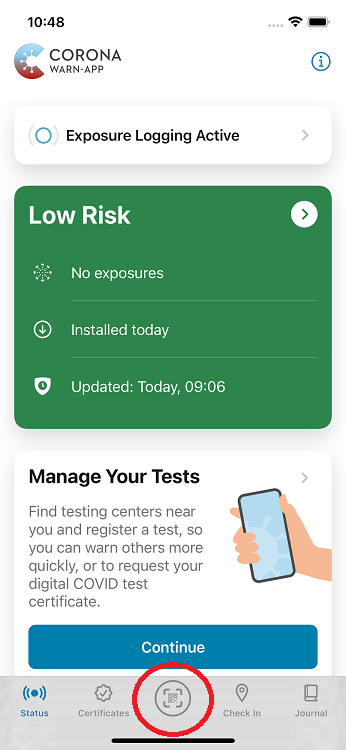 10:48
CORONA
WARN-APP
Exposure Logging Active
Low Risk
No exposures
Installed today
Updated: Today, 09:06
Manage Your Tests
Find testing centers near
you and register a test, so
you can warn others more
quickly, or to request your
digital COVID test
certificate.
Continue
Status
Certificates
Check In
Journal